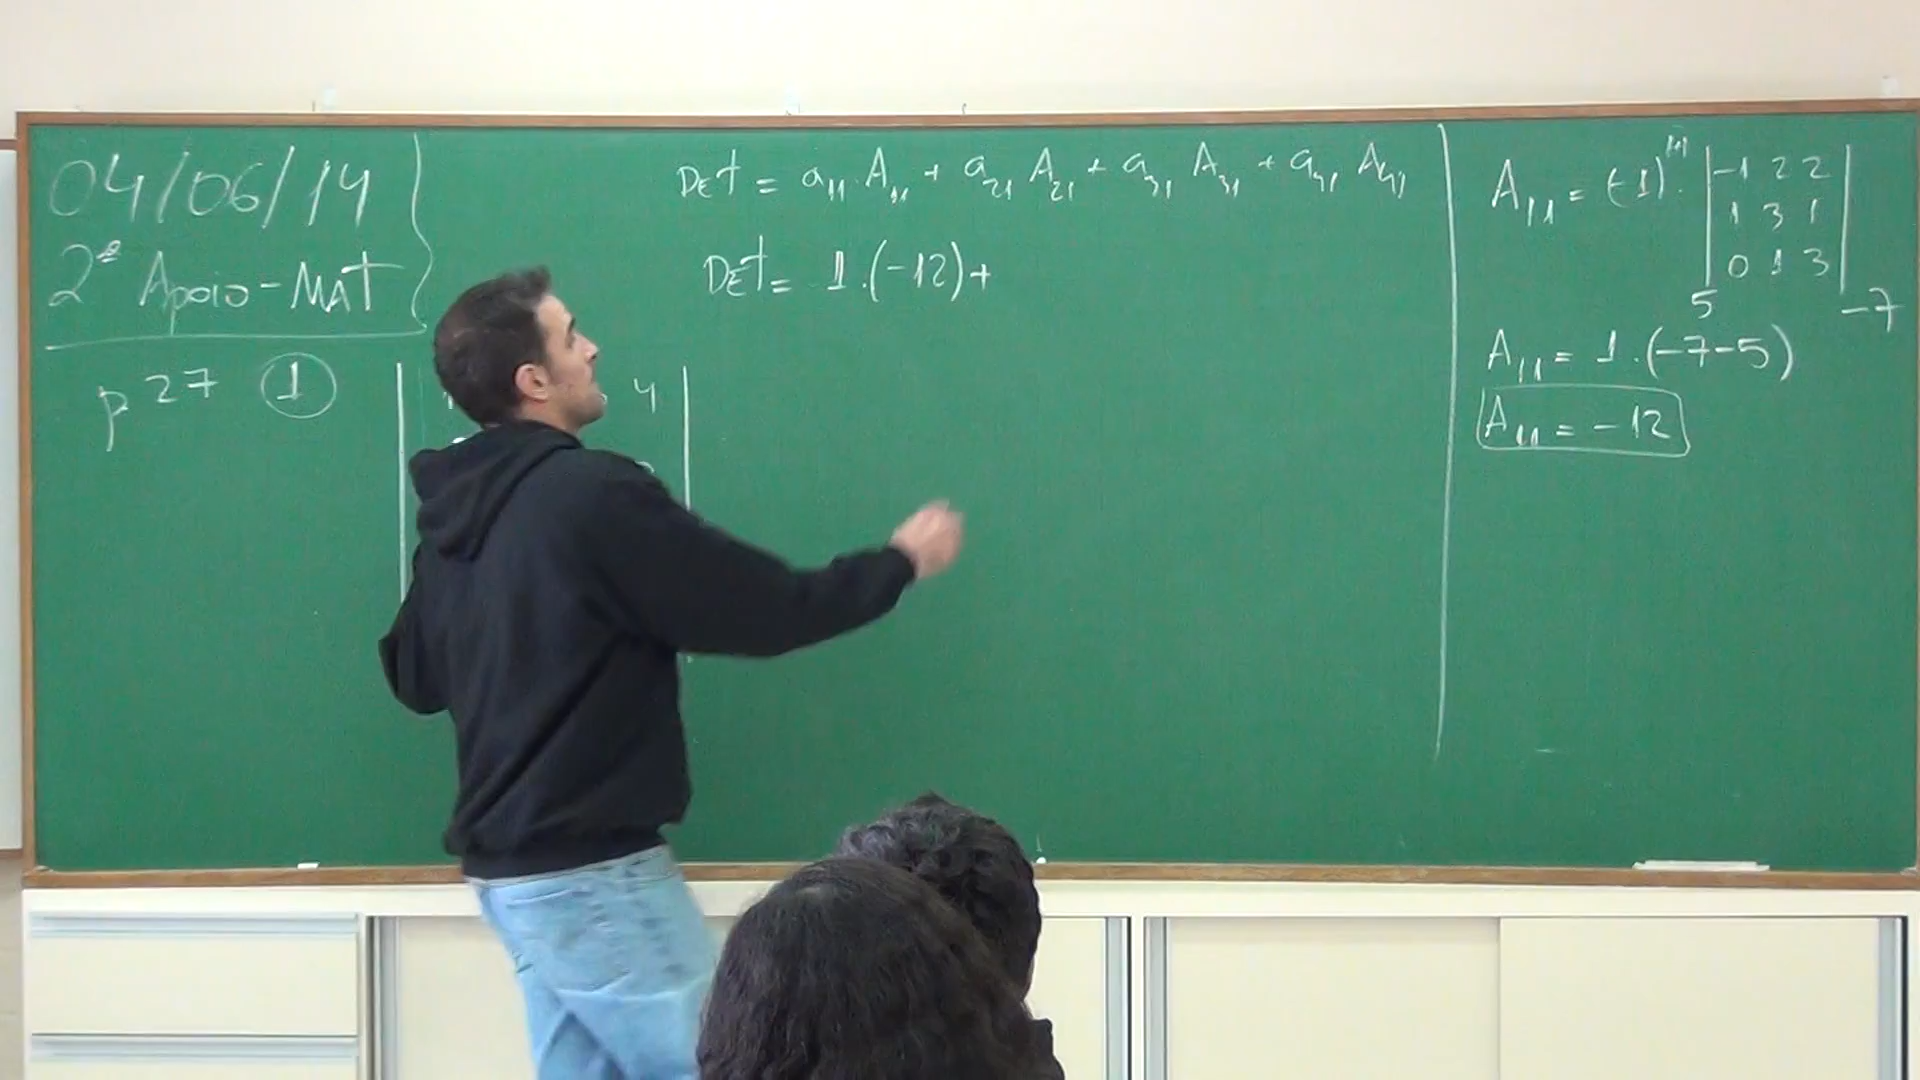 04/06/14
2ª Apoio-MAT
p 27 ①
4
DET = a₁₁.A₁₁ + a₂₁ A₂₁ + a₃₁ A₃₁ + a₄₁ A₄₁
DET = 1.(-12)+
A₁₁ = (-1)¹⁺¹. | -1 2 2 |
1 3 1
0 1 3
5 -7
A₁₁ = 1.(-7-5)
A₁₁ = -12